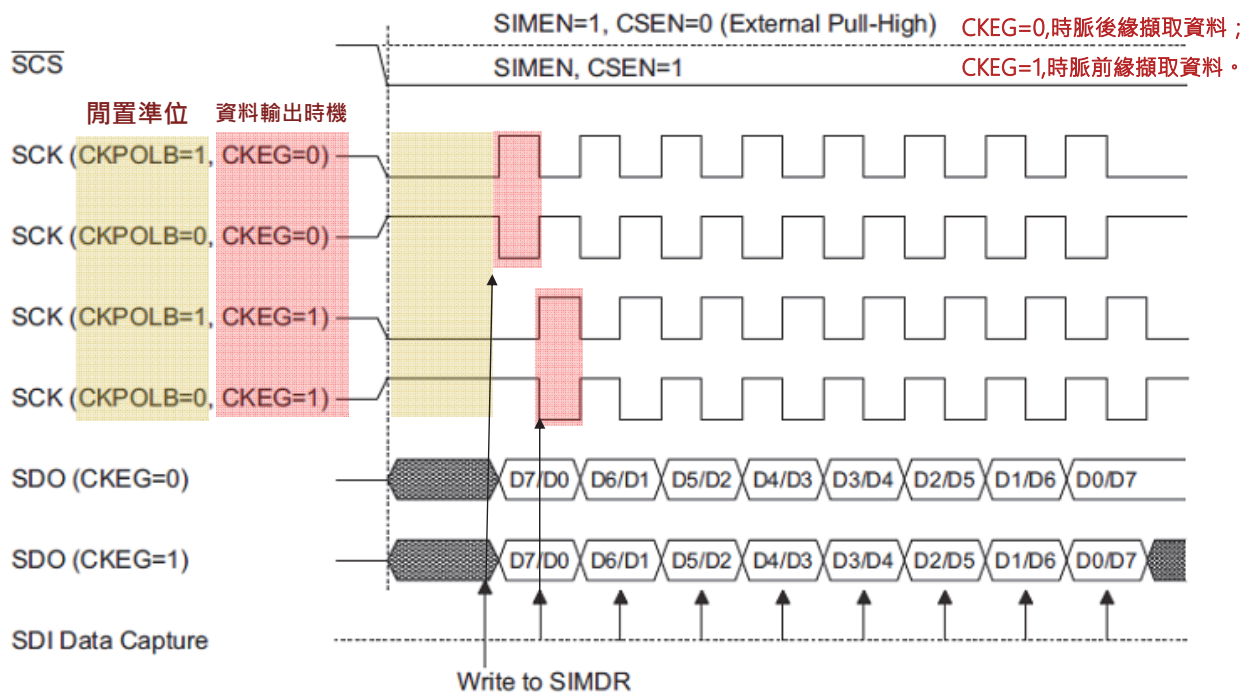 SIMEN=1, CSEN=0 (External Pull-High) CKEG=0,時脈後緣擷取資料；
SCS
SIMEN, CSEN=1 CKEG=1,時脈前緣擷取資料。
閒置準位 資料輸出時機
SCK (CKPOLB=1, CKEG=0)
SCK (CKPOLB=0, CKEG=0)
SCK (CKPOLB=1, CKEG=1)
SCK (CKPOLB=0, CKEG=1)
SDO (CKEG=0) D7/D0 D6/D1 D5/D2 D4/D3 D3/D4 D2/D5 D1/D6 D0/D7
SDO (CKEG=1) D7/D0 D6/D1 D5/D2 D4/D3 D3/D4 D2/D5 D1/D6 D0/D7
SDI Data Capture
Write to SIMDR